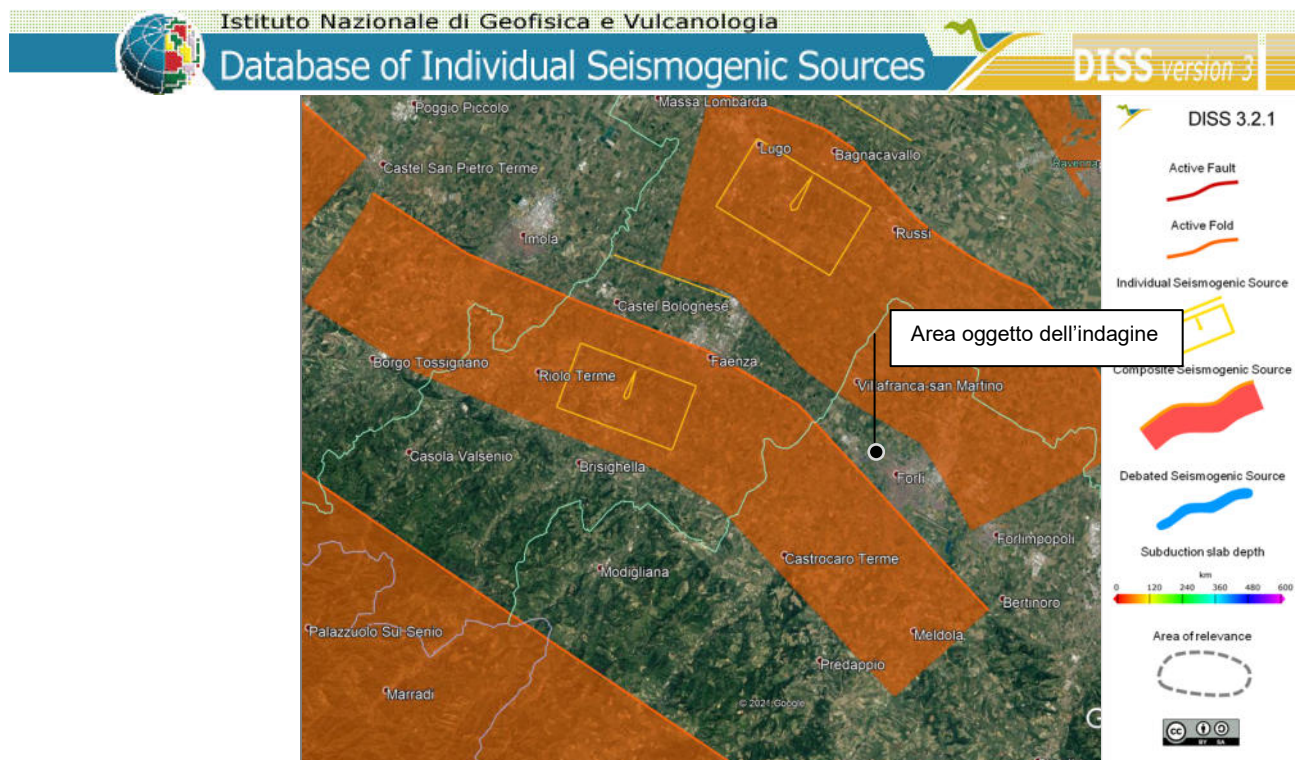 Istituto Nazionale di Geofisica e Vulcanologia
Database of Individual Seismogenic Sources
DISS version 3
Poggio Piccolo
Massa Lombarda
Castel San Pietro Terme
Lugo
Bagnacavallo
Ravenna
Imola
Russi
Castel Bolognese
Area oggetto dell'indagine
Borgo Tossignano
Riolo Terme
Faenza
Villafranca-san Martino
Casola Valsenio
Brisighella
Forlì
Forlimpopoli
Castrocaro Terme
Modigliana
Bertinoro
Palazzuolo Sul Senio
Meldola
Predappio
Marradi
© 2021 Google
G
DISS 3.2.1
Active Fault
Active Fold
Individual Seismogenic Source
Composite Seismogenic Source
Debated Seismogenic Source
Subduction slab depth
km
0 120 240 360 480 600
Area of relevance
cc
BY SA